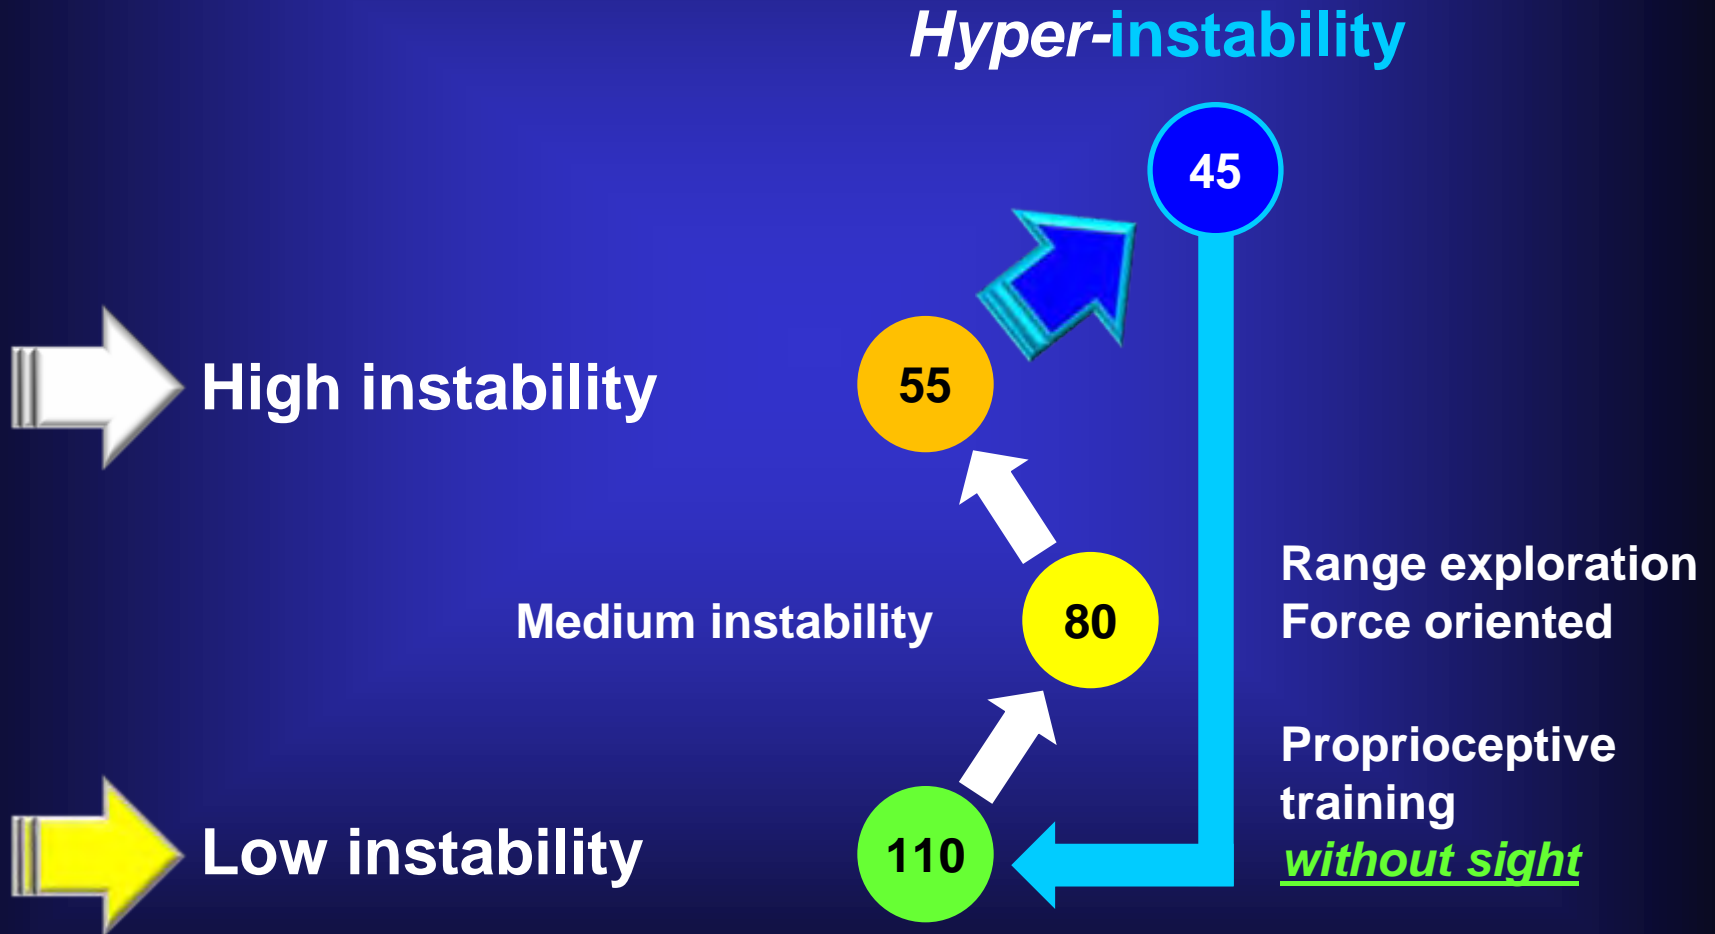 Hyper-instability
45
High instability
55
Medium instability
80
Range exploration
Force oriented
Proprioceptive
training
without sight
Low instability
110